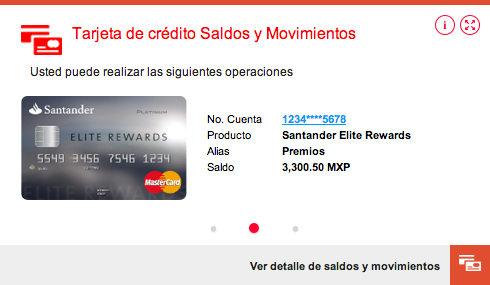 Tarjeta de crédito Saldos y Movimientos
Usted puede realizar las siguientes operaciones
Santander
PLATINUM
ELITE REWARDS
5549 3456 7546 1234
MasterCard
No. Cuenta 1234****5678
Producto Santander Elite Rewards
Alias Premios
Saldo 3,300.50 MXP
Ver detalle de saldos y movimientos